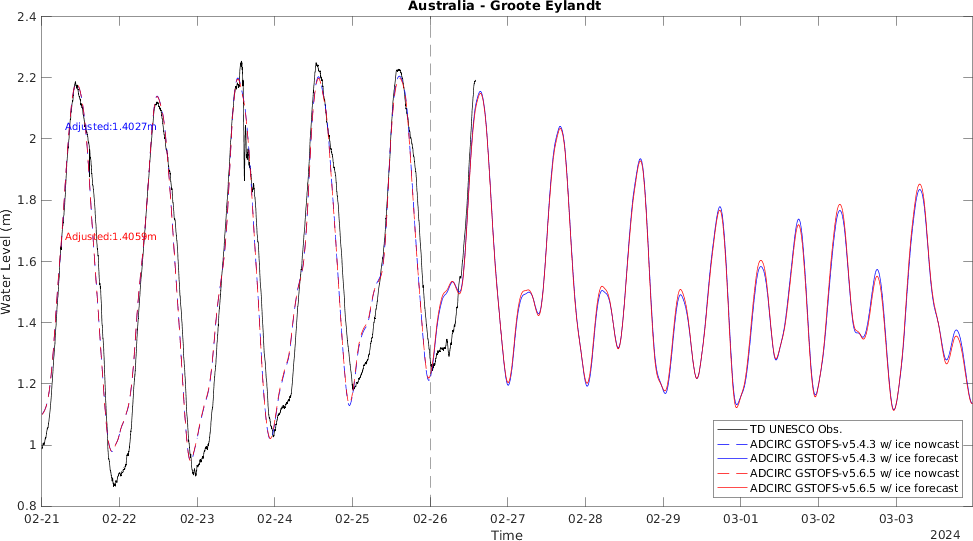 Australia - Groote Eylandt
2.4
2.2
2
1.8
1.6
1.4
1.2
1
0.8
Water Level (m)
Adjusted:1.4027m
Adjusted:1.4059m
TD UNESCO Obs.
ADCIRC GSTOFS-v5.4.3 w/ ice nowcast
ADCIRC GSTOFS-v5.4.3 w/ ice forecast
ADCIRC GSTOFS-v5.6.5 w/ ice nowcast
ADCIRC GSTOFS-v5.6.5 w/ ice forecast
02-21 02-22 02-23 02-24 02-25 02-26 02-27 02-28 02-29 03-01 03-02 03-03
Time
2024